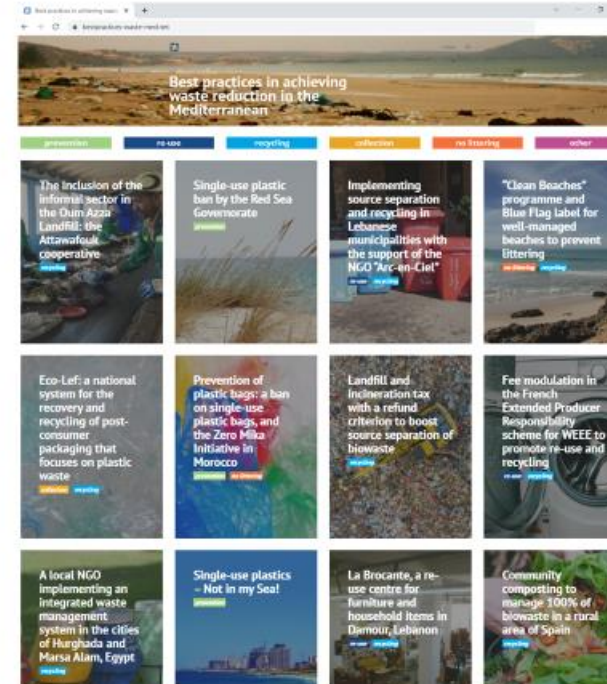 Best practices in achieving
waste reduction in the
Mediterranean
prevention
re-use
recycling
collection
no littering
other
The inclusion of the
informal sector in
the Oum Azza
Landfill: the
Attawafouk
cooperative
recycling
Single-use plastic
ban by the Red Sea
Governorate
prevention
Implementing
source separation
and recycling in
Lebanese
municipalities with
the support of the
NGO "Arc-en-Ciel"
re-use recycling
"Clean Beaches"
programme and
Blue Flag label for
well-managed
beaches to prevent
littering
no littering recycling
Eco-Lef: a national
system for the
recovery and
recycling of post-
consumer
packaging that
focuses on plastic
waste
collection recycling
Prevention of
plastic bags: a ban
on single-use
plastic bags, and
the Zero Mika
Initiative in
Morocco
prevention no littering
Landfill and
incineration tax
with a refund
criterion to boost
source separation of
biowaste
recycling
Fee modulation in
the French
Extended Producer
Responsibility
scheme for WEEE to
promote re-use and
recycling
re-use recycling
A local NGO
implementing an
integrated waste
management
system in the cities
of Hurghada and
Marsa Alam, Egypt
recycling
Single-use plastics
– Not in my Sea!
prevention
La Brocante, a re-
use centre for
furniture and
household items in
Damour, Lebanon
re-use recycling
Community
composting to
manage 100% of
biowaste in a rural
area of Spain
recycling